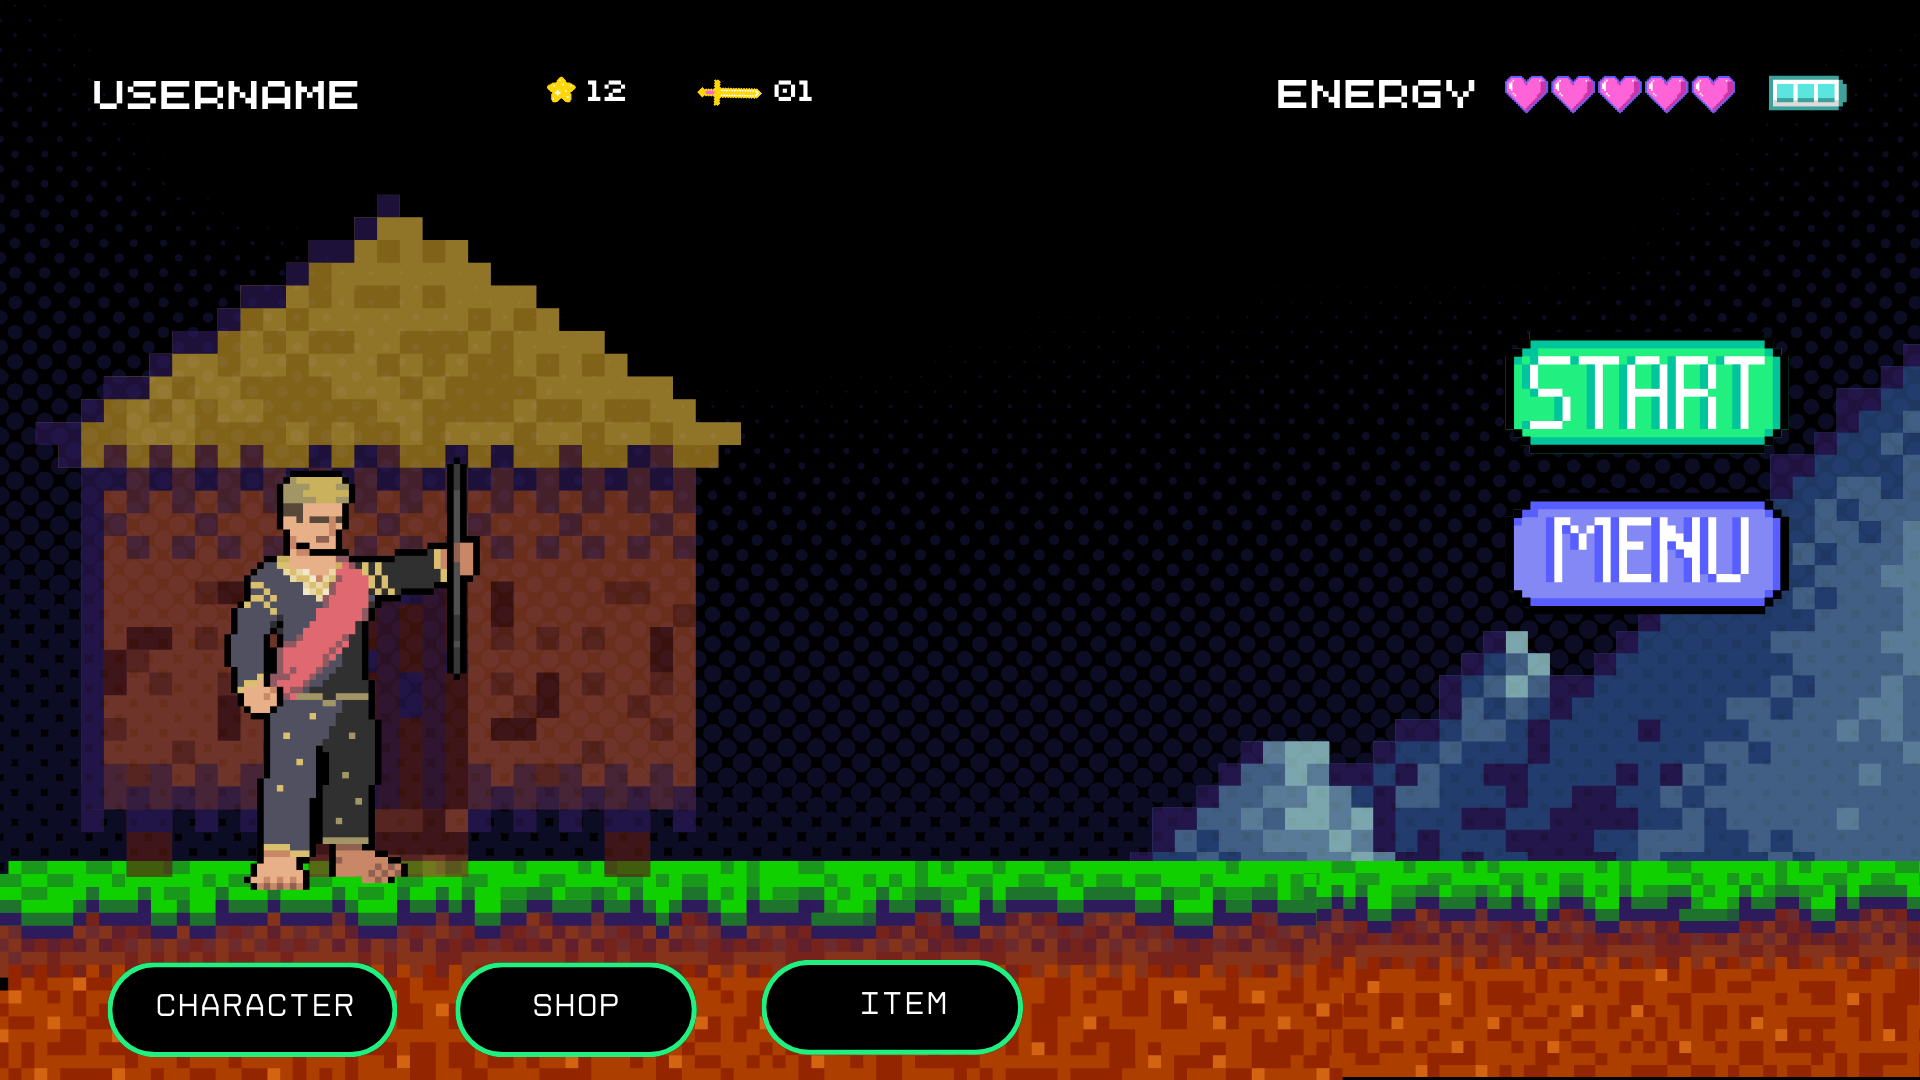 USERNAME
12
01
ENERGY
START
MENU
CHARACTER
SHOP
ITEM